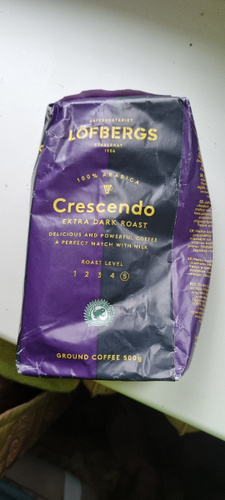 KAFFEROSTERIET
LÖFBERGS
ETABLERAT
1906
100% ARABICA
Crescendo
EXTRA DARK ROAST
DELICIOUS AND POWERFUL COFFEE
A PERFECT MATCH WITH MILK
ROAST LEVEL
1 2 3 4 5
GROUND COFFEE 500g